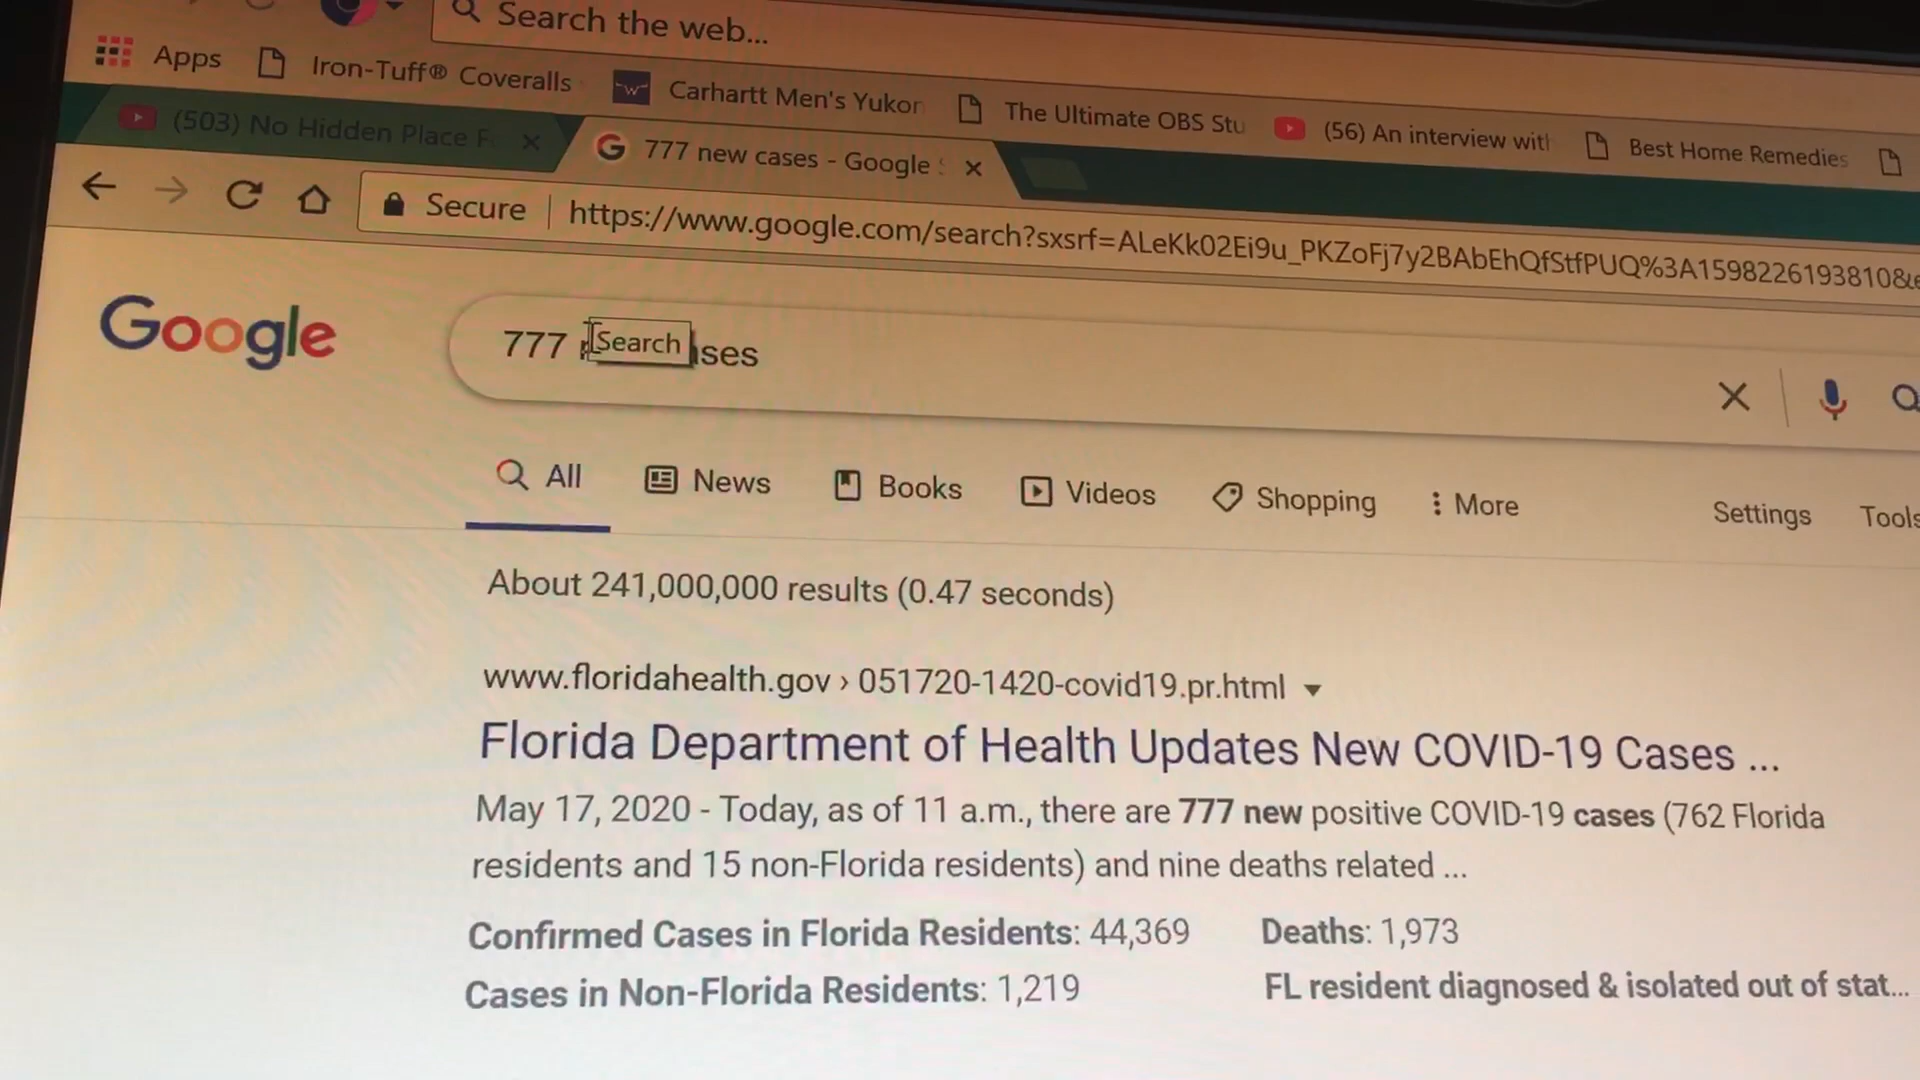 Search the web...
Apps Iron-Tuff® Coveralls Carhartt Men's Yukon The Ultimate OBS Stu (56) An interview with Best Home Remedies
(503) No Hidden Place F 777 new cases - Google S
Secure https://www.google.com/search?sxsrf=ALeKk02Ei9u_PKZoFj7y2BAbEhQfStfPUQ%3A1598226193810&e
Google 777 Search ases
All News Books Videos Shopping More Settings Tools
About 241,000,000 results (0.47 seconds)
www.floridahealth.gov › 051720-1420-covid19.pr.html
Florida Department of Health Updates New COVID-19 Cases ...
May 17, 2020 - Today, as of 11 a.m., there are 777 new positive COVID-19 cases (762 Florida
residents and 15 non-Florida residents) and nine deaths related ...
Confirmed Cases in Florida Residents: 44,369 Deaths: 1,973
Cases in Non-Florida Residents: 1,219 FL resident diagnosed & isolated out of stat...